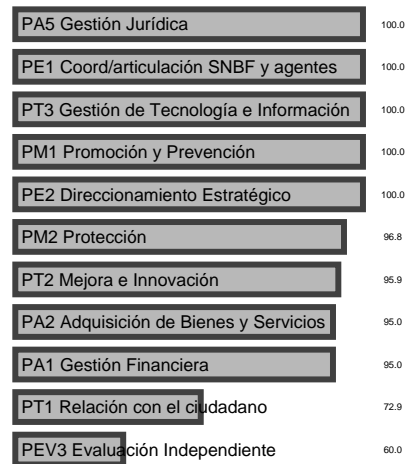 PA5 Gestión Jurídica 100.0
PE1 Coord/articulación SNBF y agentes 100.0
PT3 Gestión de Tecnología e Información 100.0
PM1 Promoción y Prevención 100.0
PE2 Direccionamiento Estratégico 100.0
PM2 Protección 96.8
PT2 Mejora e Innovación 95.9
PA2 Adquisición de Bienes y Servicios 95.0
PA1 Gestión Financiera 95.0
PT1 Relación con el ciudadano 72.9
PEV3 Evaluación Independiente 60.0